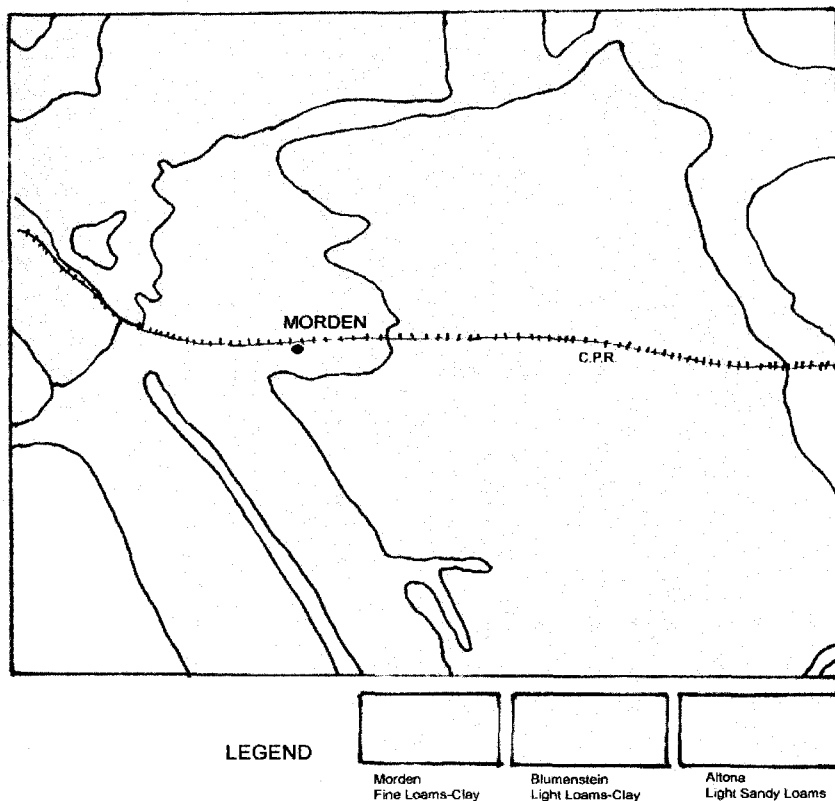 MORDEN
C.P.R.
LEGEND
Morden
Fine Loams-Clay
Blumenstein
Light Loams-Clay
Altona
Light Sandy Loams